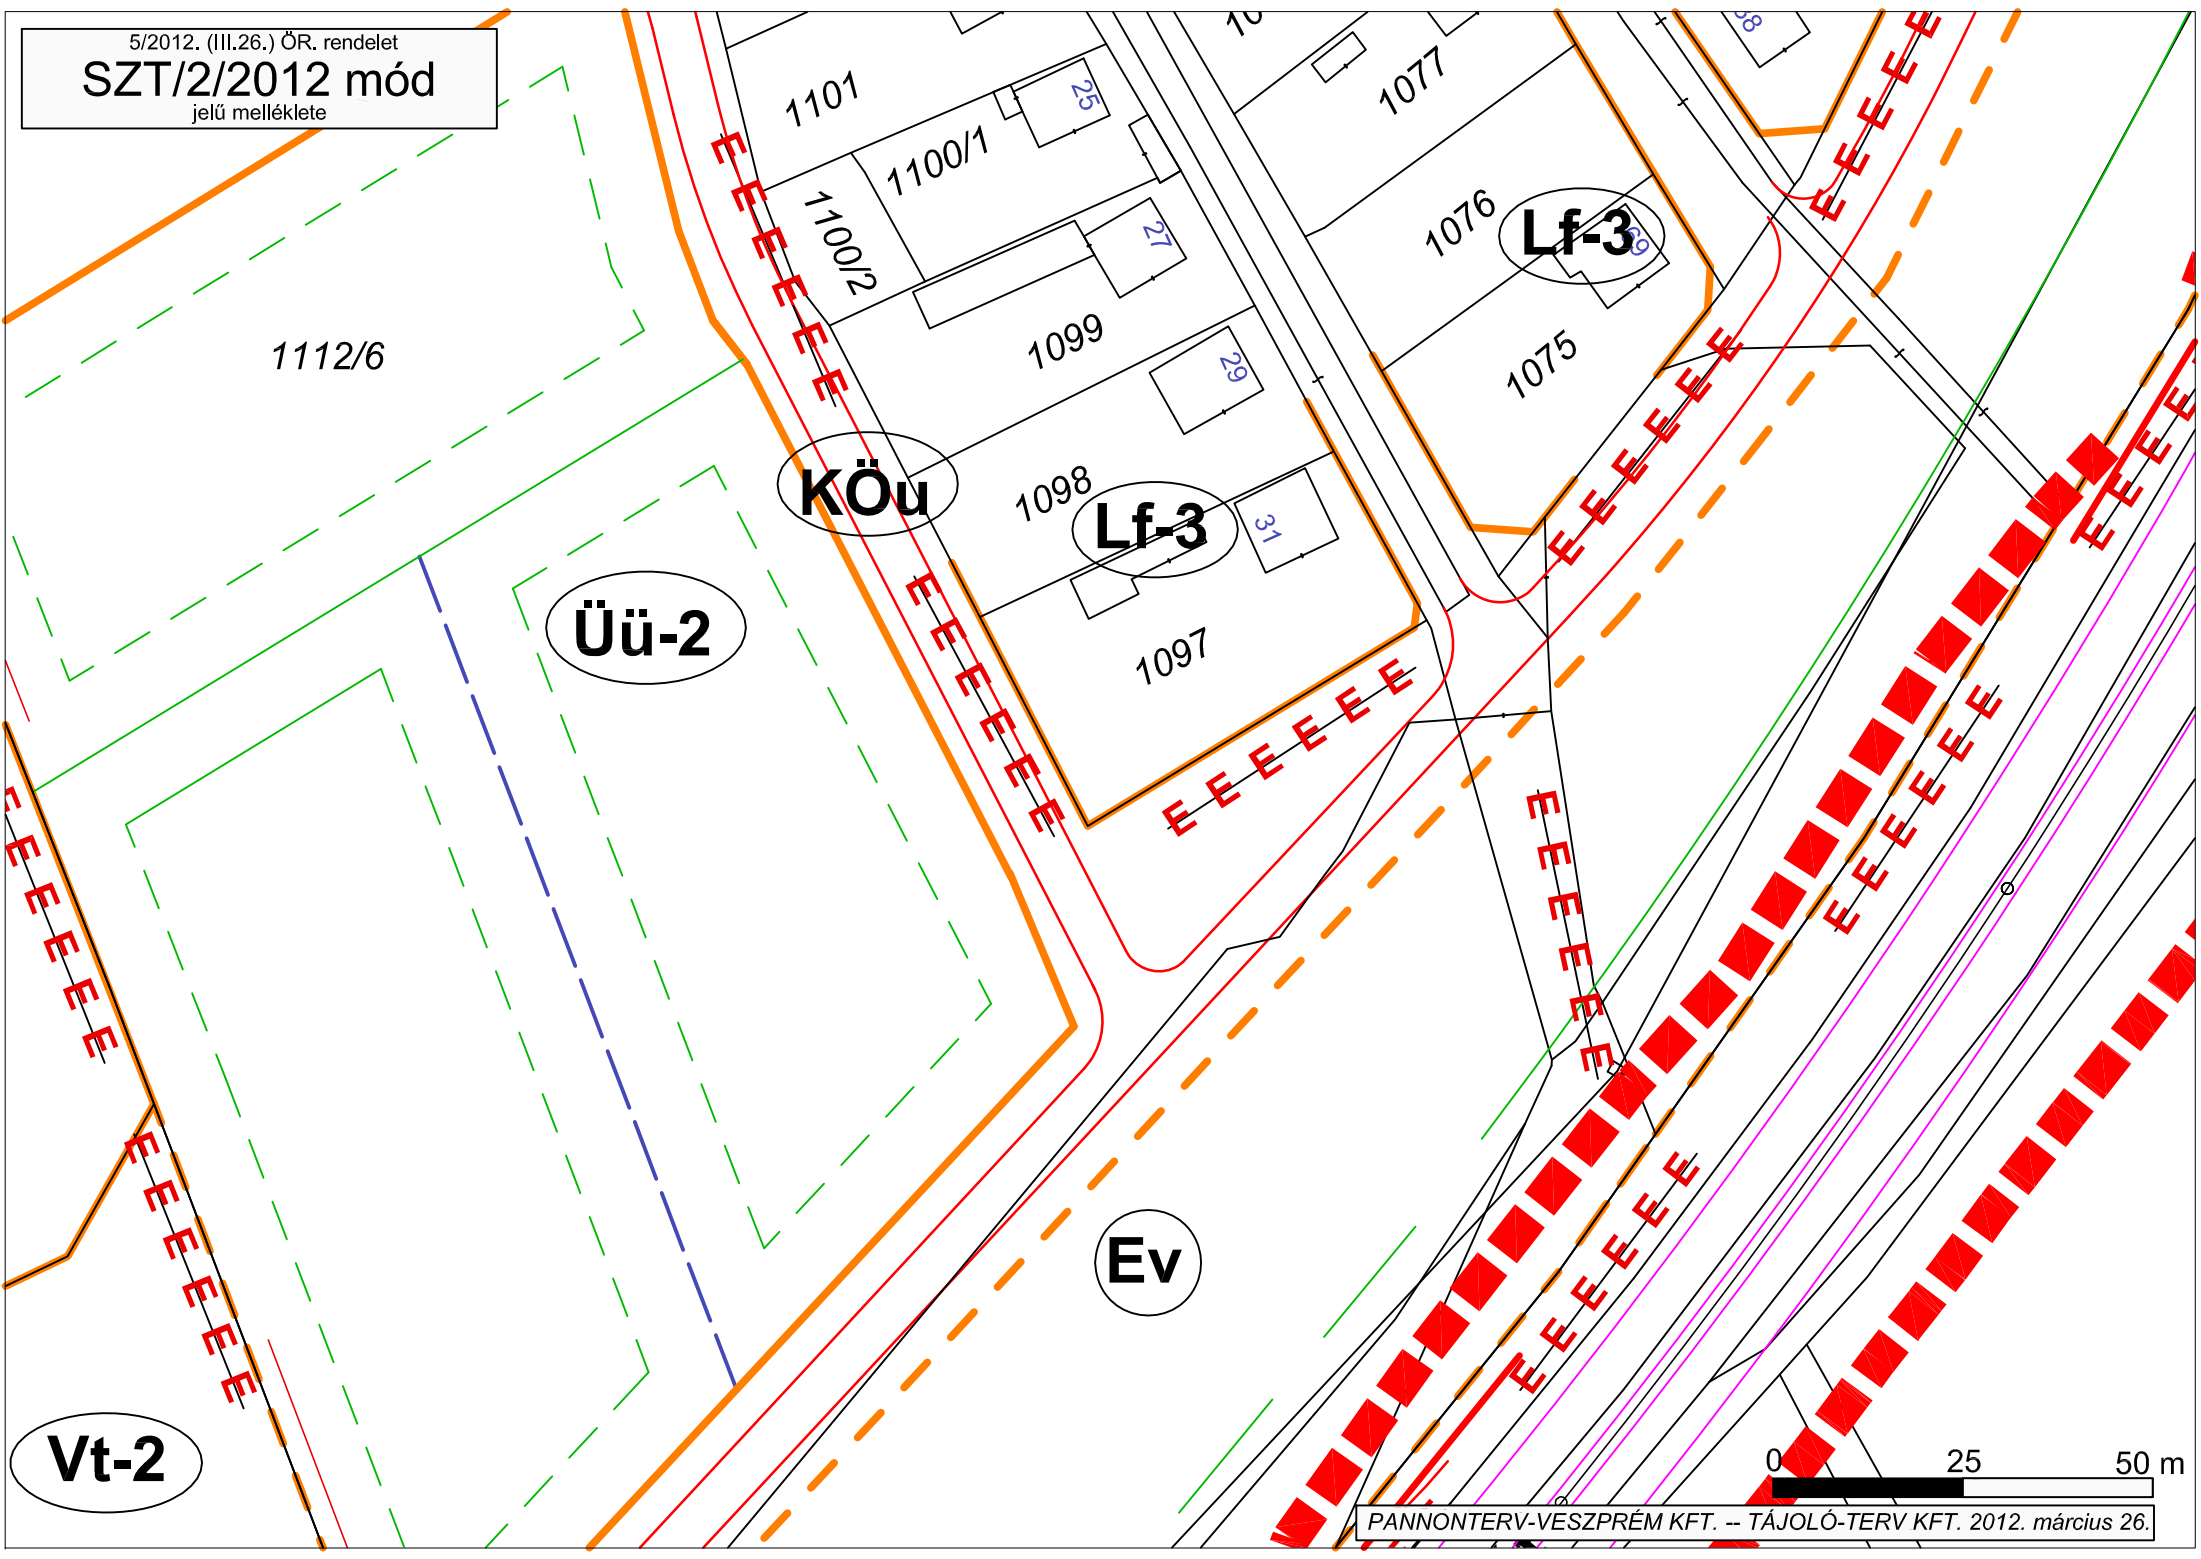 5/2012. (III.26.) ÖR. rendelet
SZT/2/2012 mód
jelű melléklete
1101
25
1100/1
1100/2
27
1077
38
1076
Lf-3
69
1075
1112/6
1099
29
KÖu
1098
Lf-3
31
Üü-2
1097
Ev
Vt-2
E E E E E
E E E E E E
E E E E E E
E E E E E E
E E E E E E
E E E E E E
E E E E E E
E E E E E E
E E E E E E
0 25 50 m
PANNONTERV-VESZPRÉM KFT. -- TÁJOLÓ-TERV KFT. 2012. március 26.